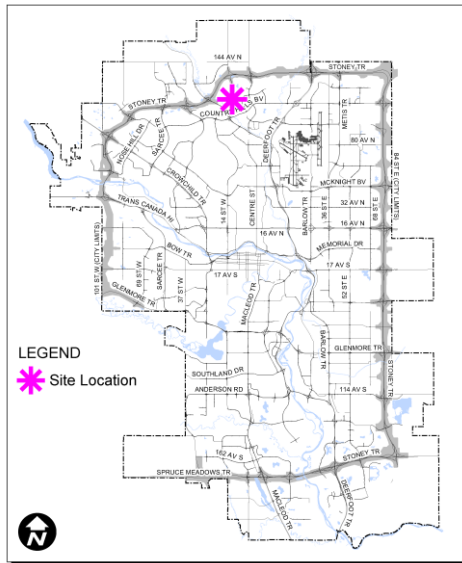 144 AV N
STONEY TR
STONEY TR
COUNTRY HILLS BV
NOSE HILL DR
SARCEE TR
DEERFOOT TR
METIS TR
80 AV N
84 ST E (CITY LIMITS)
CROWCHILD TR
MCKNIGHT BV
TRANS CANADA HI
14 ST W
CENTRE ST
BARLOW TR
36 ST E
32 AV N
68 ST E
16 AV N
16 AV N
101 ST W (CITY LIMITS)
BOW TR
MEMORIAL DR
69 ST W
SARCEE TR
37 ST W
17 AV S
17 AV S
52 ST E
GLENMORE TR
MACLEOD TR
BARLOW TR
GLENMORE TR
LEGEND
Site Location
SOUTHLAND DR
ANDERSON RD
114 AV S
STONEY TR
162 AV S
STONEY TR
SPRUCE MEADOWS TR
MACLEOD TR
DEERFOOT TR
N